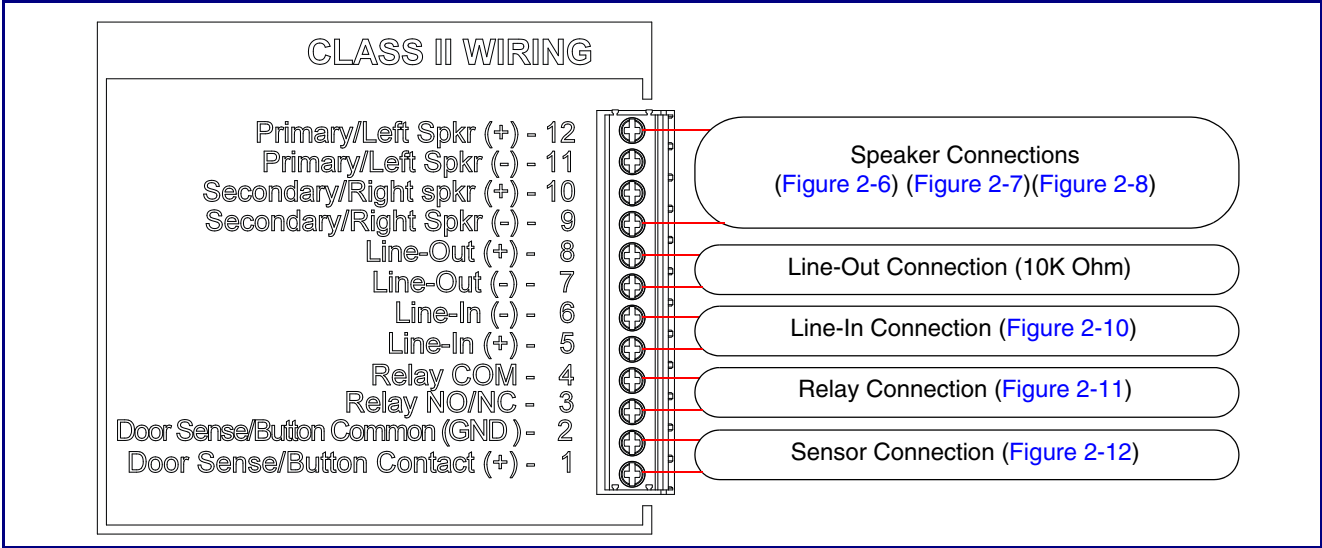 CLASS II WIRING
Primary/Left Spkr (+) - 12
Primary/Left Spkr (-) - 11
Secondary/Right spkr (+) - 10
Secondary/Right Spkr (-) - 9
Line-Out (+) - 8
Line-Out (-) - 7
Line-In (-) - 6
Line-In (+) - 5
Relay COM - 4
Relay NO/NC - 3
Door Sense/Button Common (GND ) - 2
Door Sense/Button Contact (+) - 1
Speaker Connections
(Figure 2-6) (Figure 2-7)(Figure 2-8)
Line-Out Connection (10K Ohm)
Line-In Connection (Figure 2-10)
Relay Connection (Figure 2-11)
Sensor Connection (Figure 2-12)